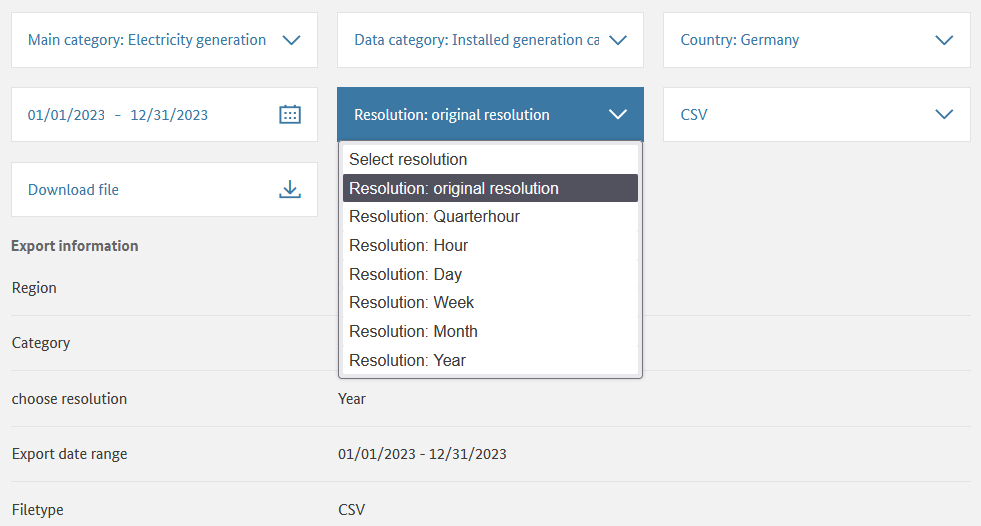 Main category: Electricity generation
Data category: Installed generation ca
Country: Germany
01/01/2023 - 12/31/2023
Resolution: original resolution
CSV
Select resolution
Resolution: original resolution
Resolution: Quarterhour
Resolution: Hour
Resolution: Day
Resolution: Week
Resolution: Month
Resolution: Year
Download file
Export information
Region
Category
choose resolution Year
Export date range 01/01/2023 - 12/31/2023
Filetype CSV